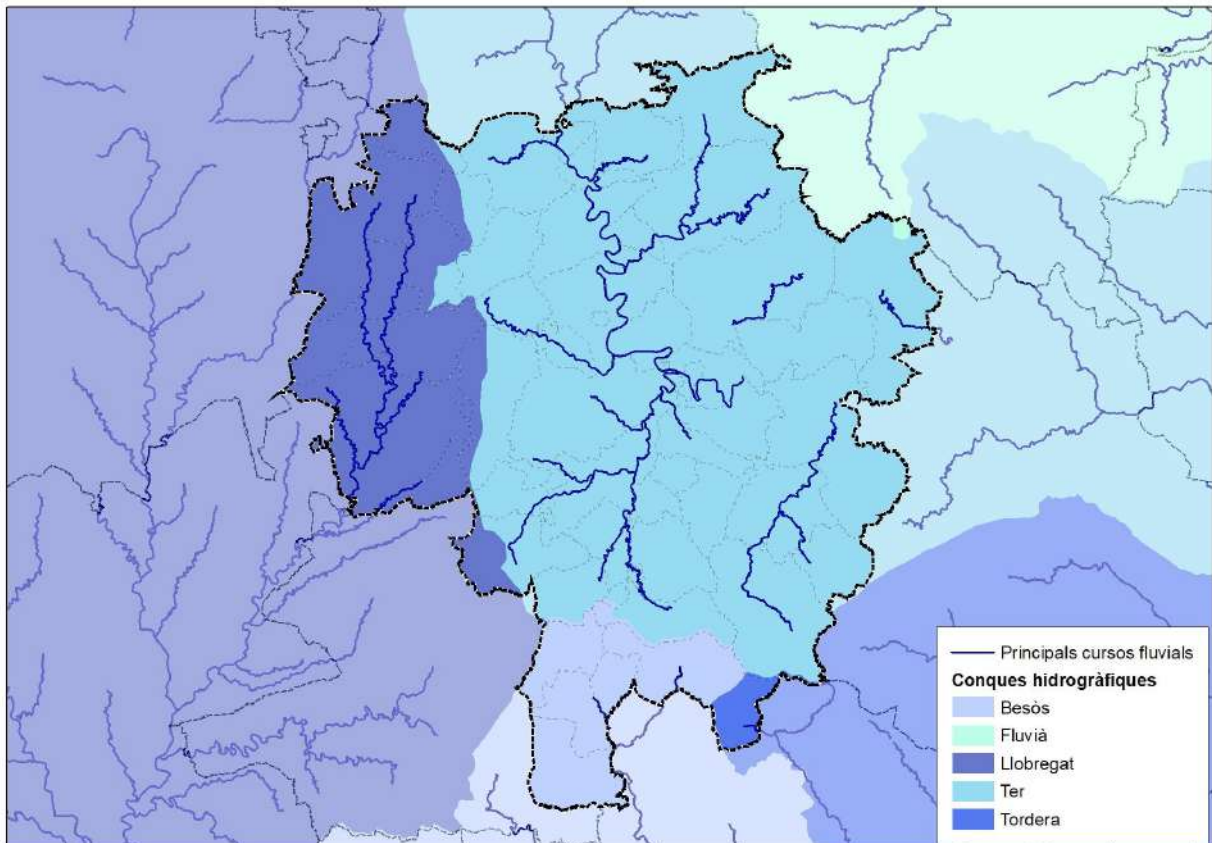 Principals cursos fluvials
Conques hidrogràfiques
Besòs
Fluvià
Llobregat
Ter
Tordera